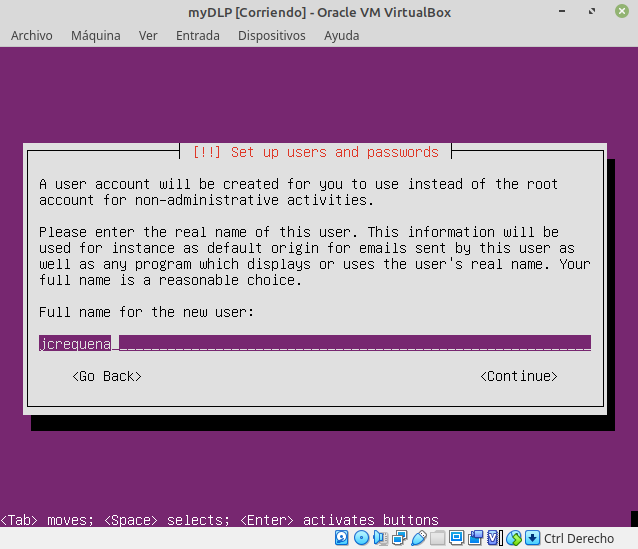 myDLP [Corriendo] - Oracle VM VirtualBox
Archivo Máquina Ver Entrada Dispositivos Ayuda
[!!] Set up users and passwords
A user account will be created for you to use instead of the root
account for non-administrative activities.
Please enter the real name of this user. This information will be
used for instance as default origin for emails sent by this user as
well as any program which displays or uses the user's real name. Your
full name is a reasonable choice.
Full name for the new user:
jcrequena
<Go Back> <Continue>
<Tab> moves; <Space> selects; <Enter> activates buttons
Ctrl Derecho